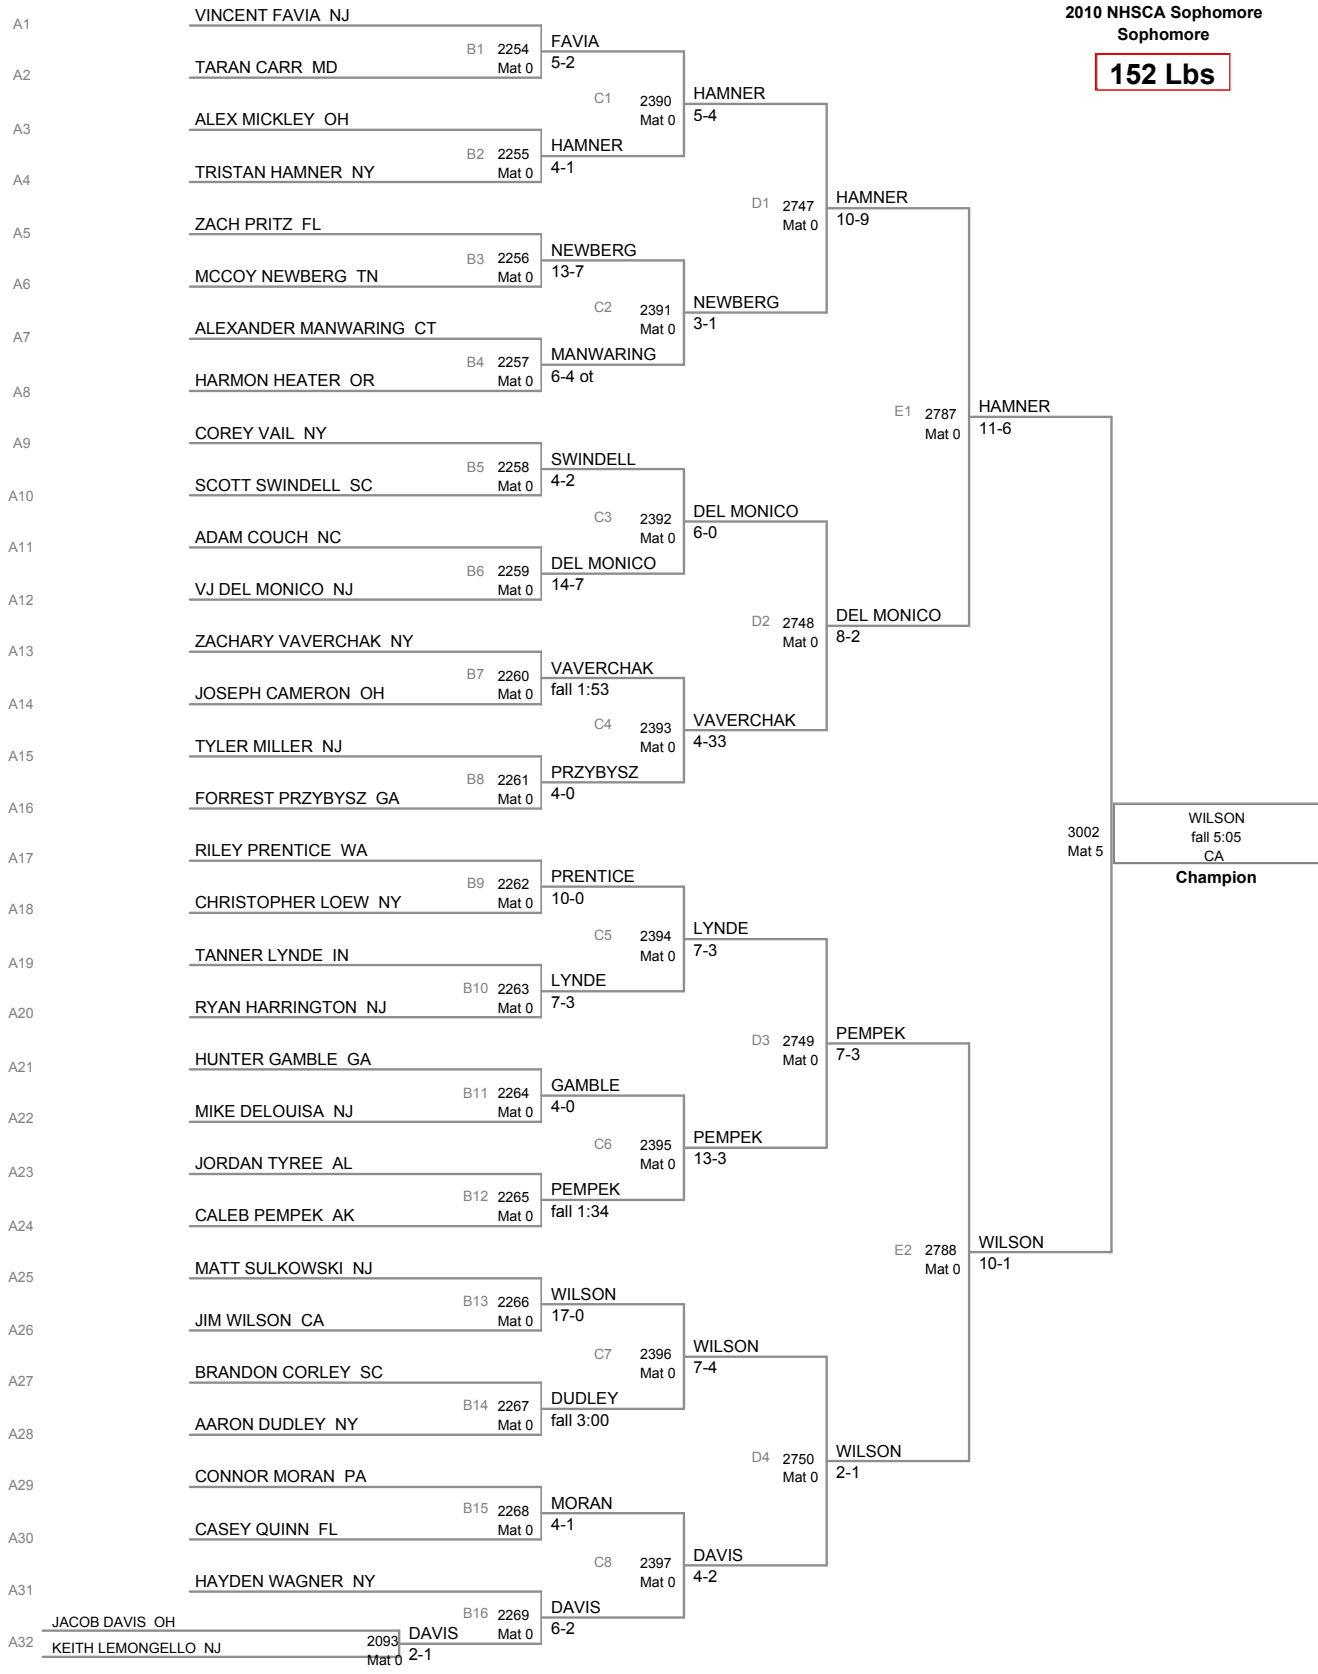 2010 NHSCA Sophomore
Sophomore
152 Lbs
A1
VINCENT FAVIA NJ
B1 2254
Mat 0
FAVIA
5-2
A2
TARAN CARR MD
C1 2390
Mat 0
HAMNER
5-4
A3
ALEX MICKLEY OH
B2 2255
Mat 0
HAMNER
4-1
A4
TRISTAN HAMNER NY
D1 2747
Mat 0
HAMNER
10-9
A5
ZACH PRITZ FL
B3 2256
Mat 0
NEWBERG
13-7
A6
MCCOY NEWBERG TN
C2 2391
Mat 0
NEWBERG
3-1
A7
ALEXANDER MANWARING CT
B4 2257
Mat 0
MANWARING
6-4 ot
A8
HARMON HEATER OR
E1 2787
Mat 0
HAMNER
11-6
A9
COREY VAIL NY
B5 2258
Mat 0
SWINDELL
4-2
A10
SCOTT SWINDELL SC
C3 2392
Mat 0
DEL MONICO
6-0
A11
ADAM COUCH NC
B6 2259
Mat 0
DEL MONICO
14-7
A12
VJ DEL MONICO NJ
D2 2748
Mat 0
DEL MONICO
8-2
A13
ZACHARY VAVERCHAK NY
B7 2260
Mat 0
VAVERCHAK
fall 1:53
A14
JOSEPH CAMERON OH
C4 2393
Mat 0
VAVERCHAK
4-33
A15
TYLER MILLER NJ
B8 2261
Mat 0
PRZYBYSZ
4-0
A16
FORREST PRZYBYSZ GA
3002
Mat 5
WILSON
fall 5:05
CA
Champion
A17
RILEY PRENTICE WA
B9 2262
Mat 0
PRENTICE
10-0
A18
CHRISTOPHER LOEW NY
C5 2394
Mat 0
LYNDE
7-3
A19
TANNER LYNDE IN
B10 2263
Mat 0
LYNDE
7-3
A20
RYAN HARRINGTON NJ
D3 2749
Mat 0
PEMPEK
7-3
A21
HUNTER GAMBLE GA
B11 2264
Mat 0
GAMBLE
4-0
A22
MIKE DELOUISA NJ
C6 2395
Mat 0
PEMPEK
13-3
A23
JORDAN TYREE AL
B12 2265
Mat 0
PEMPEK
fall 1:34
A24
CALEB PEMPEK AK
E2 2788
Mat 0
WILSON
10-1
A25
MATT SULKOWSKI NJ
B13 2266
Mat 0
WILSON
17-0
A26
JIM WILSON CA
C7 2396
Mat 0
WILSON
7-4
A27
BRANDON CORLEY SC
B14 2267
Mat 0
DUDLEY
fall 3:00
A28
AARON DUDLEY NY
D4 2750
Mat 0
WILSON
2-1
A29
CONNOR MORAN PA
B15 2268
Mat 0
MORAN
4-1
A30
CASEY QUINN FL
C8 2397
Mat 0
DAVIS
4-2
A31
HAYDEN WAGNER NY
B16 2269
Mat 0
DAVIS
6-2
A32
JACOB DAVIS OH
KEITH LEMONGELLO NJ
2093
Mat 0
DAVIS
2-1